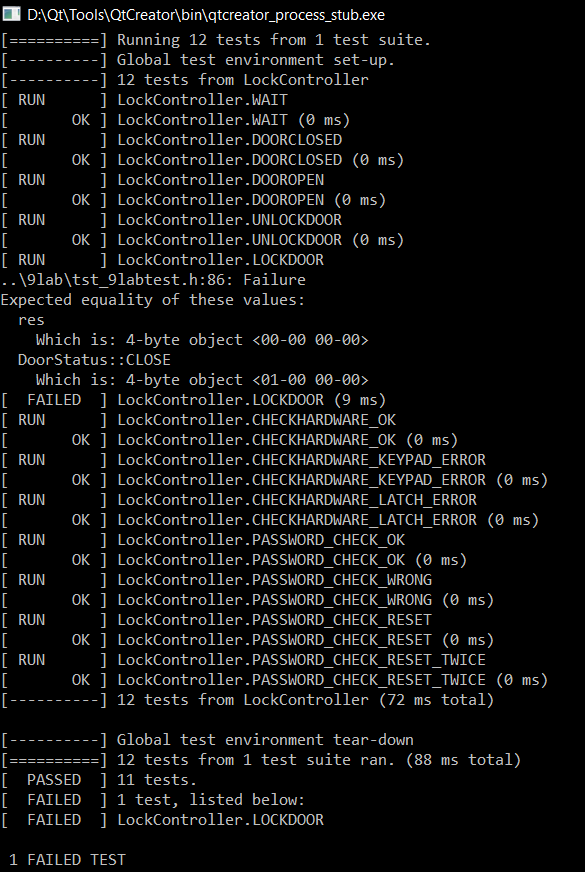 D:\Qt\Tools\QtCreator\bin\qtcreator_process_stub.exe
[==========] Running 12 tests from 1 test suite.
[----------] Global test environment set-up.
[----------] 12 tests from LockController
[ RUN      ] LockController.WAIT
[       OK ] LockController.WAIT (0 ms)
[ RUN      ] LockController.DOORCLOSED
[       OK ] LockController.DOORCLOSED (0 ms)
[ RUN      ] LockController.DOOROPEN
[       OK ] LockController.DOOROPEN (0 ms)
[ RUN      ] LockController.UNLOCKDOOR
[       OK ] LockController.UNLOCKDOOR (0 ms)
[ RUN      ] LockController.LOCKDOOR
..\9lab\tst_9labtest.h:86: Failure
Expected equality of these values:
  res
    Which is: 4-byte object <00-00 00-00>
  DoorStatus::CLOSE
    Which is: 4-byte object <01-00 00-00>
[  FAILED  ] LockController.LOCKDOOR (9 ms)
[ RUN      ] LockController.CHECKHARDWARE_OK
[       OK ] LockController.CHECKHARDWARE_OK (0 ms)
[ RUN      ] LockController.CHECKHARDWARE_KEYPAD_ERROR
[       OK ] LockController.CHECKHARDWARE_KEYPAD_ERROR (0 ms)
[ RUN      ] LockController.CHECKHARDWARE_LATCH_ERROR
[       OK ] LockController.CHECKHARDWARE_LATCH_ERROR (0 ms)
[ RUN      ] LockController.PASSWORD_CHECK_OK
[       OK ] LockController.PASSWORD_CHECK_OK (0 ms)
[ RUN      ] LockController.PASSWORD_CHECK_WRONG
[       OK ] LockController.PASSWORD_CHECK_WRONG (0 ms)
[ RUN      ] LockController.PASSWORD_CHECK_RESET
[       OK ] LockController.PASSWORD_CHECK_RESET (0 ms)
[ RUN      ] LockController.PASSWORD_CHECK_RESET_TWICE
[       OK ] LockController.PASSWORD_CHECK_RESET_TWICE (0 ms)
[----------] 12 tests from LockController (72 ms total)

[----------] Global test environment tear-down
[==========] 12 tests from 1 test suite ran. (88 ms total)
[  PASSED  ] 11 tests.
[  FAILED  ] 1 test, listed below:
[  FAILED  ] LockController.LOCKDOOR

 1 FAILED TEST